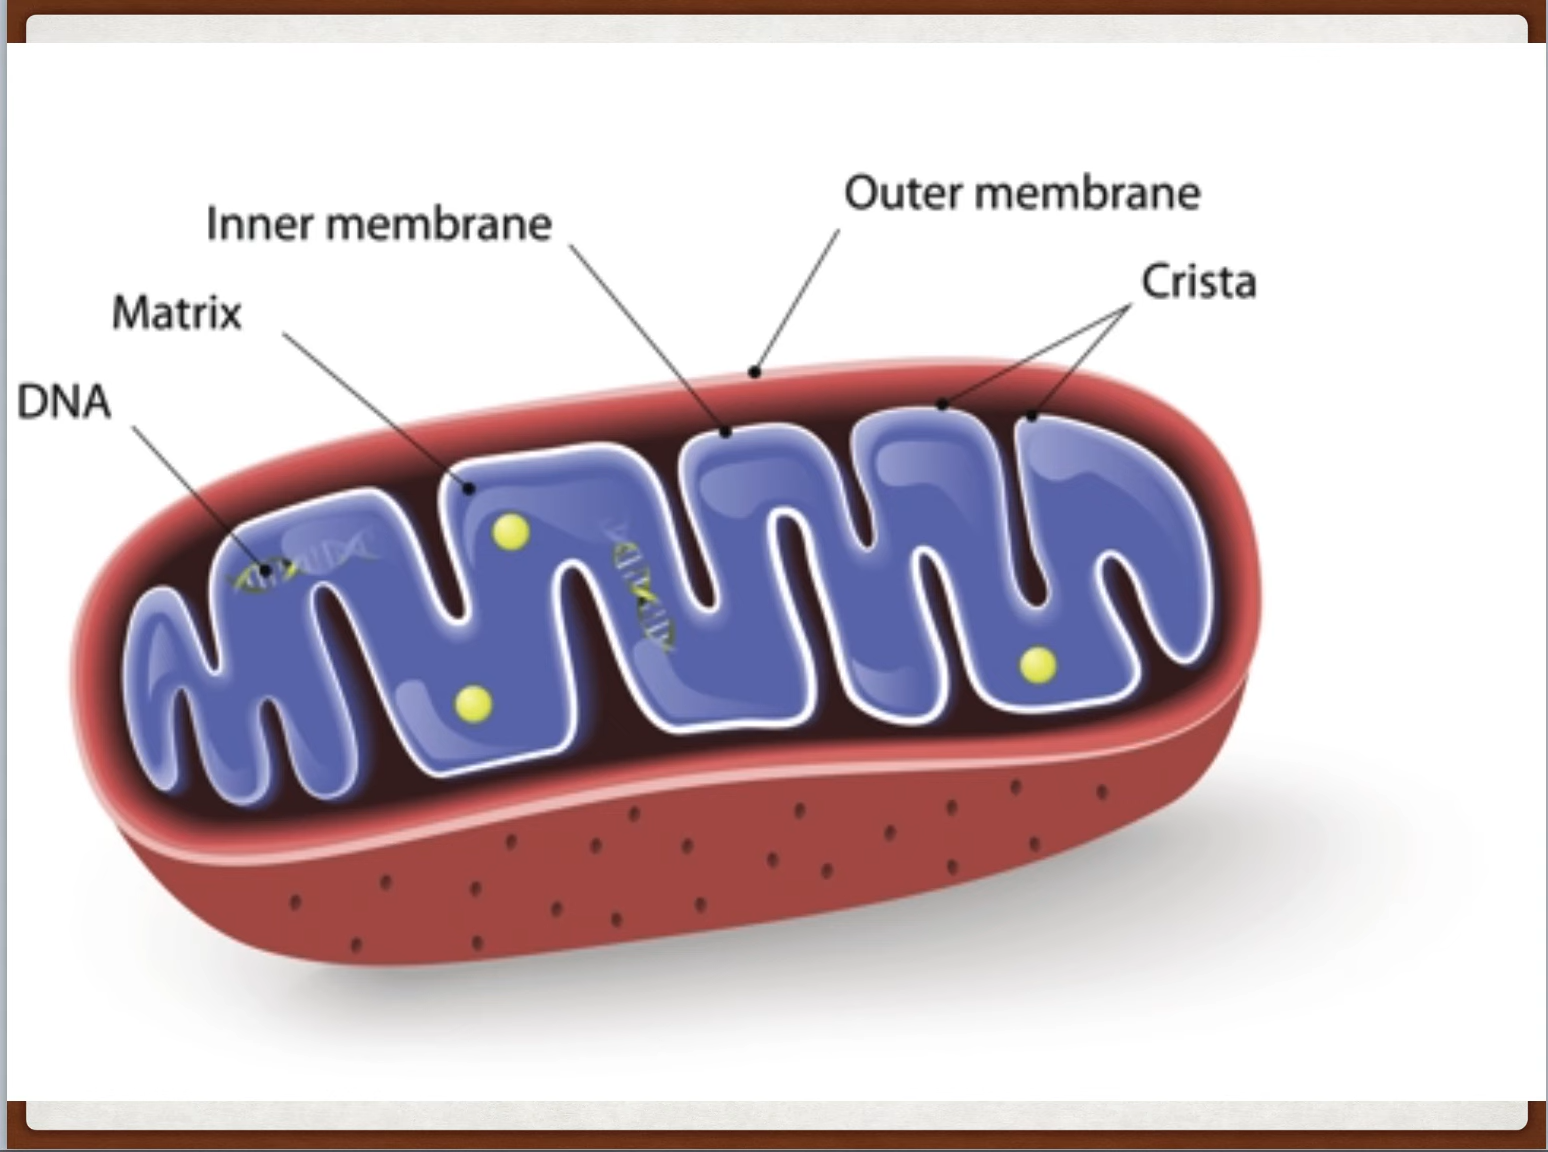 Outer membrane
Inner membrane
Crista
Matrix
DNA